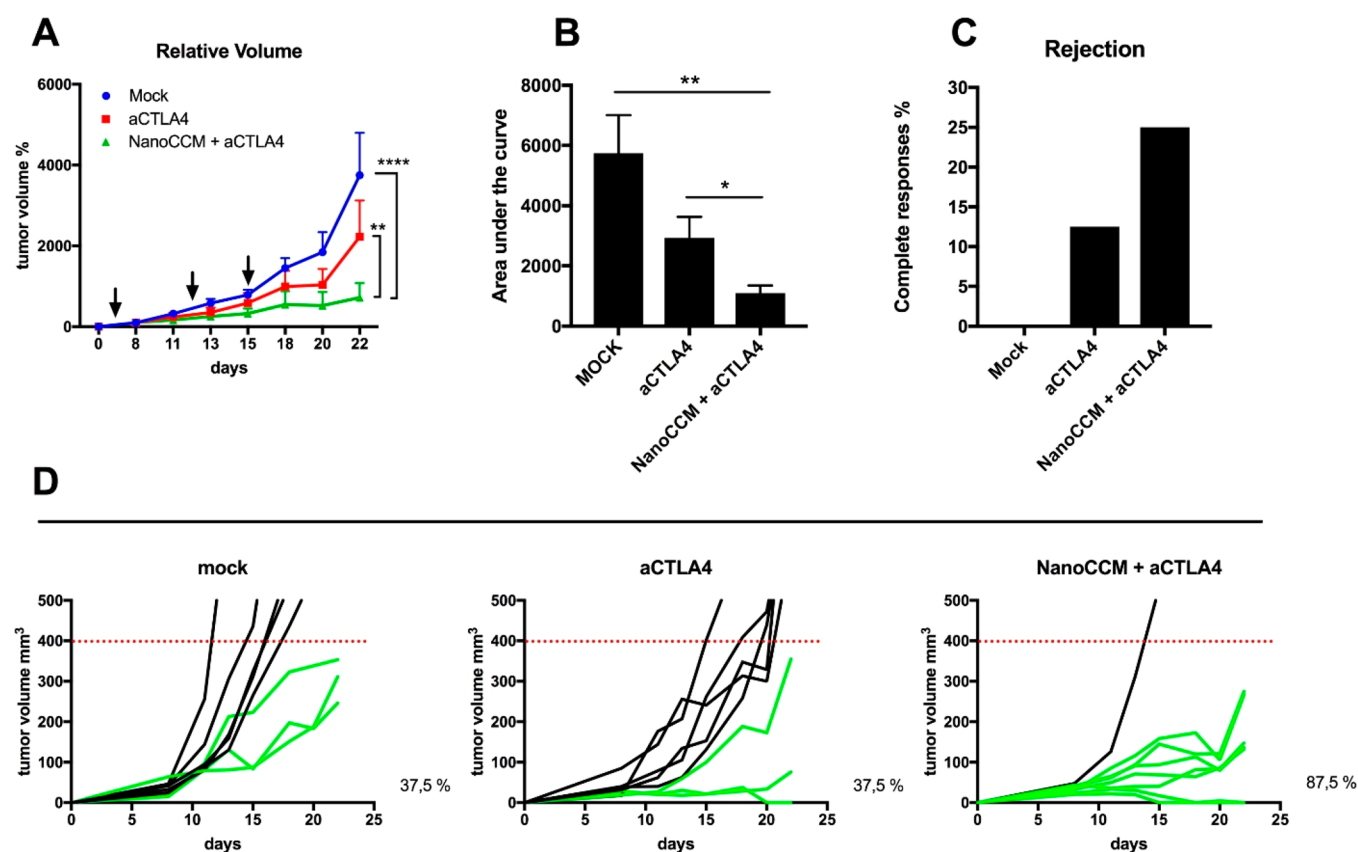 A
Relative Volume
6000
4000
2000
0
tumor volume %
Mock
aCTLA4
NanoCCM + aCTLA4
****
**
0 8 11 13 15 18 20 22
days
B
8000
6000
4000
2000
0
Area under the curve
**
*
MOCK
aCTLA4
NanoCCM + aCTLA4
C
Rejection
30
25
20
15
10
5
0
Complete responses %
Mock
aCTLA4
NanoCCM + aCTLA4
D
mock
500
400
300
200
100
0
tumor volume mm³
0 5 10 15 20 25
days
37,5 %
aCTLA4
500
400
300
200
100
0
tumor volume mm³
0 5 10 15 20 25
days
37,5 %
NanoCCM + aCTLA4
500
400
300
200
100
0
tumor volume mm³
0 5 10 15 20 25
days
87,5 %